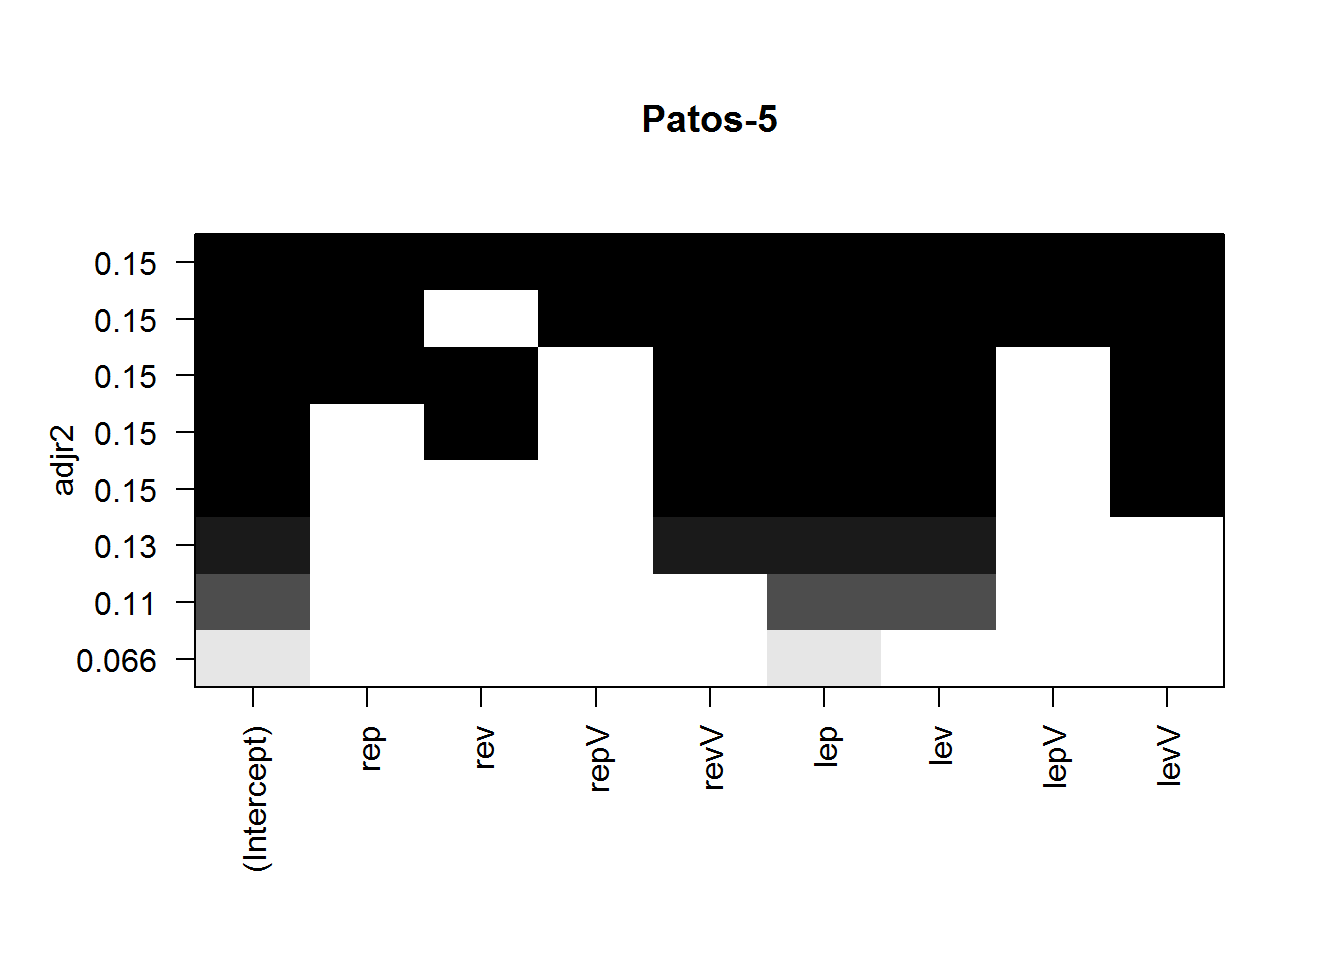 Patos-5
adjr2
0.15
0.15
0.15
0.15
0.15
0.13
0.11
0.066
(Intercept)
rep
rev
repV
revV
lep
lev
lepV
levV